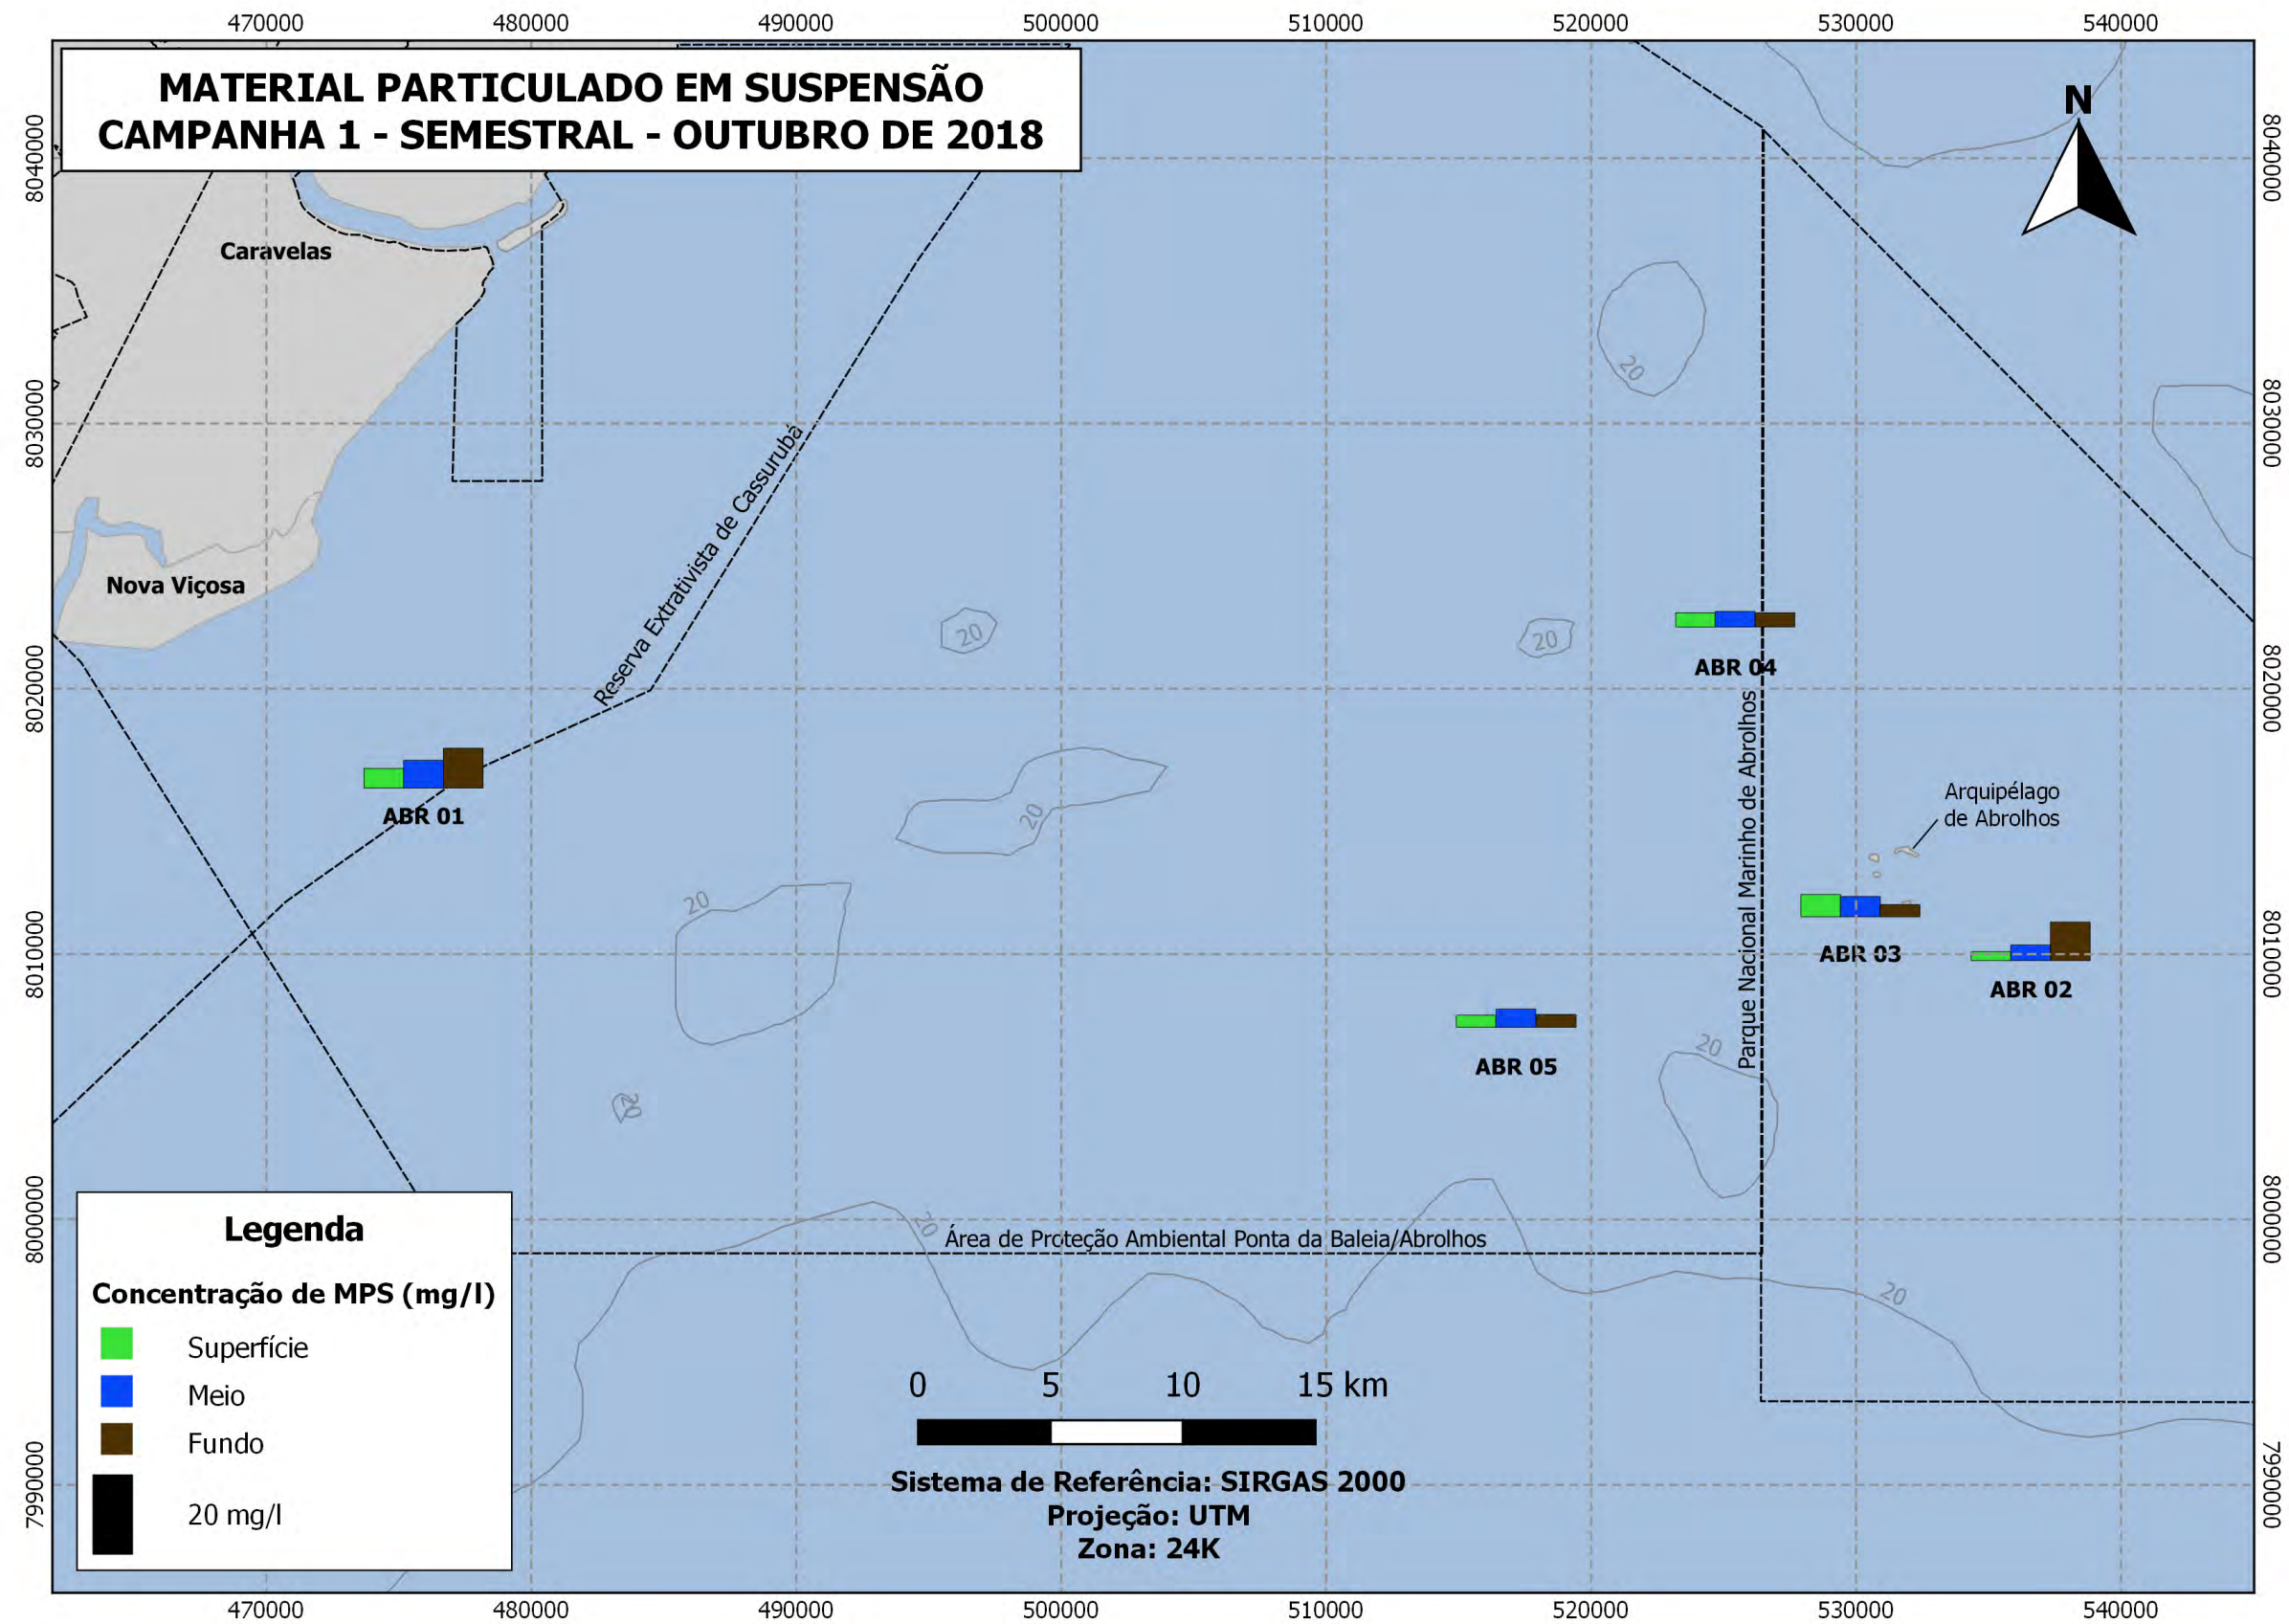 470000 480000 490000 500000 510000 520000 530000 540000
MATERIAL PARTICULADO EM SUSPENSÃO
CAMPANHA 1 - SEMESTRAL - OUTUBRO DE 2018
N
8040000
8040000
Caravelas
20
8030000
8030000
Reserva Extrativista de Cassurubá
Nova Viçosa
20
20
ABR 04
8020000
8020000
Parque Nacional Marinho de Abrolhos
ABR 01
20
Arquipélago
de Abrolhos
20
ABR 03
ABR 02
8010000
8010000
ABR 05
20
20
8000000
8000000
20
Área de Proteção Ambiental Ponta da Baleia/Abrolhos
20
Legenda
Concentração de MPS (mg/l)
Superfície
Meio
Fundo
20 mg/l
0 5 10 15 km
Sistema de Referência: SIRGAS 2000
Projeção: UTM
Zona: 24K
7990000
7990000
470000 480000 490000 500000 510000 520000 530000 540000